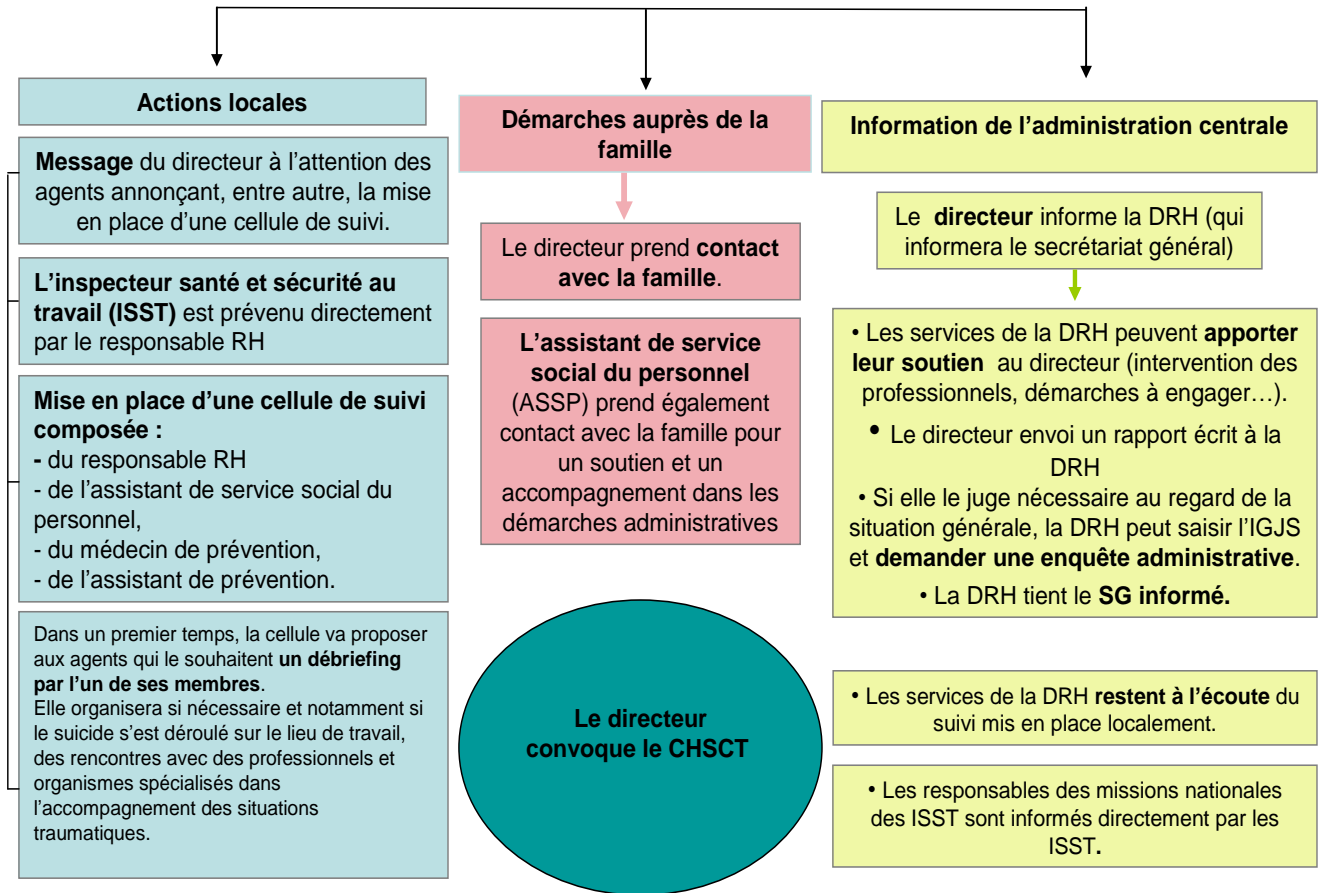 Actions locales
Message du directeur à l'attention des
agents annonçant, entre autre, la mise
en place d'une cellule de suivi.
L'inspecteur santé et sécurité au
travail (ISST) est prévenu directement
par le responsable RH
Mise en place d'une cellule de suivi
composée :
- du responsable RH
- de l'assistant de service social du
personnel,
- du médecin de prévention,
- de l'assistant de prévention.
Dans un premier temps, la cellule va proposer
aux agents qui le souhaitent un débriefing
par l'un de ses membres.
Elle organisera si nécessaire et notamment si
le suicide s'est déroulé sur le lieu de travail,
des rencontres avec des professionnels et
organismes spécialisés dans
l'accompagnement des situations
traumatiques.
Démarches auprès de la
famille
Le directeur prend contact
avec la famille.
L'assistant de service
social du personnel
(ASSP) prend également
contact avec la famille pour
un soutien et un
accompagnement dans les
démarches administratives
Le directeur
convoque le CHSCT
Information de l'administration centrale
Le directeur informe la DRH (qui
informera le secrétariat général)
• Les services de la DRH peuvent apporter
leur soutien au directeur (intervention des
professionnels, démarches à engager…).
• Le directeur envoi un rapport écrit à la
DRH
• Si elle le juge nécessaire au regard de la
situation générale, la DRH peut saisir l'IGJS
et demander une enquête administrative.
• La DRH tient le SG informé.
• Les services de la DRH restent à l'écoute du
suivi mis en place localement.
• Les responsables des missions nationales
des ISST sont informés directement par les
ISST.